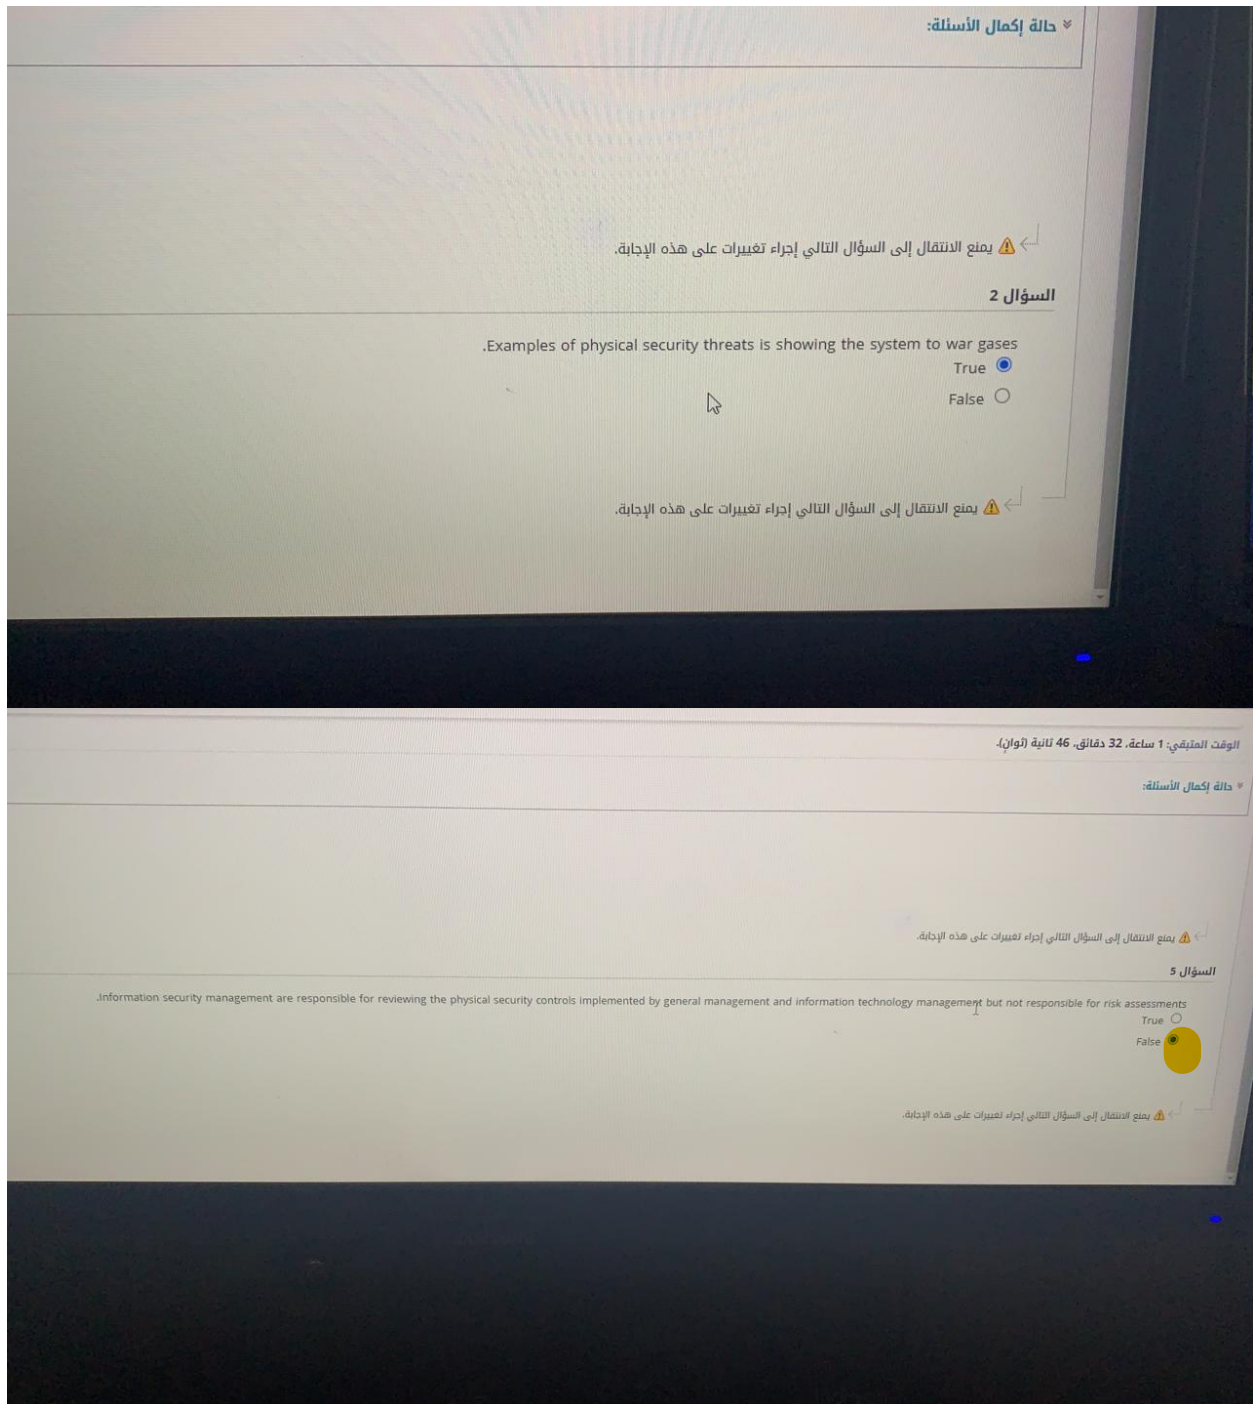 حالة إكمال الأسئلة:
يمنع الانتقال إلى السؤال التالي إجراء تغييرات على هذه الإجابة.
السؤال 2
.Examples of physical security threats is showing the system to war gases
True
False
يمنع الانتقال إلى السؤال التالي إجراء تغييرات على هذه الإجابة.
الوقت المتبقي: 1 ساعة، 32 دقائق، 46 ثانية (ثوانٍ).
حالة إكمال الأسئلة:
يمنع الانتقال إلى السؤال التالي إجراء تغييرات على هذه الإجابة.
السؤال 5
.Information security management are responsible for reviewing the physical security controls implemented by general management and information technology management but not responsible for risk assessments
True
False
يمنع الانتقال إلى السؤال التالي إجراء تغييرات على هذه الإجابة.